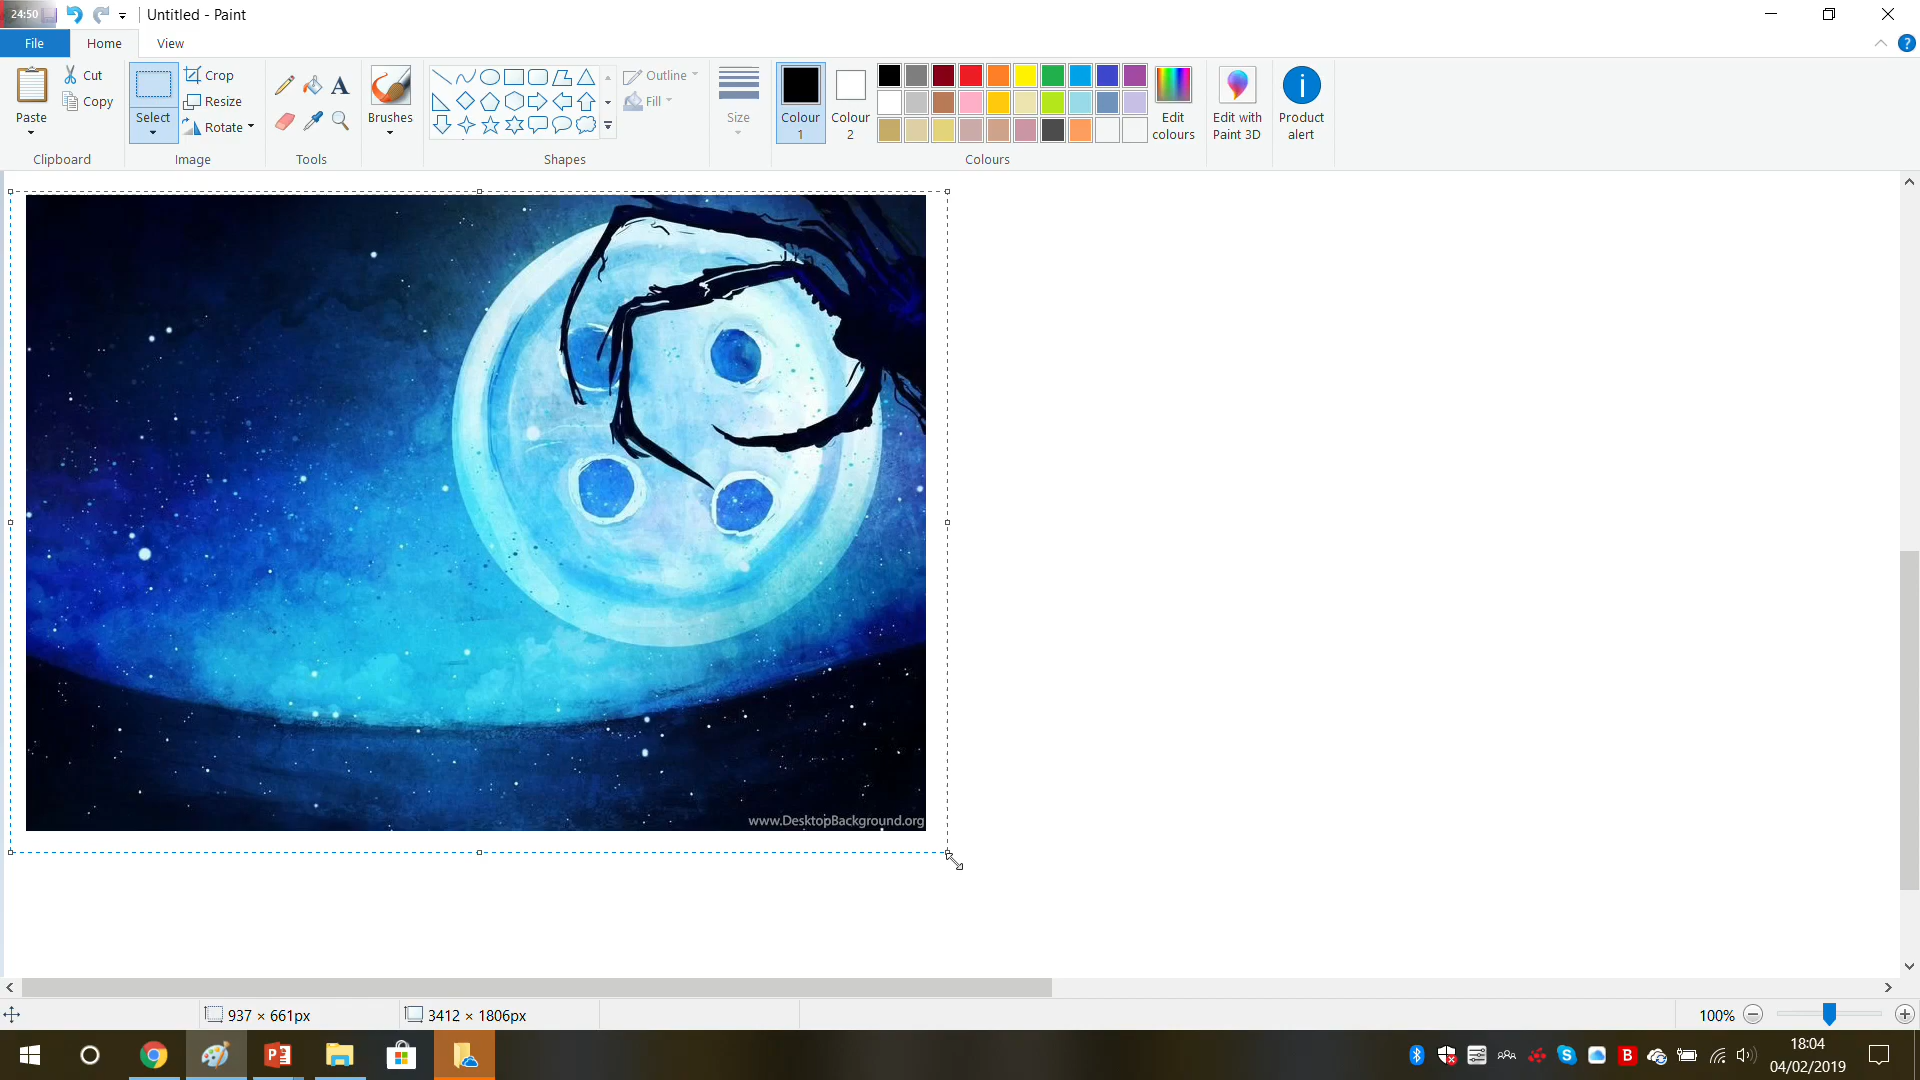 24:50
Untitled - Paint
File
Home
View
Paste
Cut
Copy
Clipboard
Select
Crop
Resize
Rotate
Image
A
Tools
Brushes
Outline
Fill
Shapes
Size
Colour
1
Colour
2
Edit
colours
Colours
Edit with
Paint 3D
Product
alert
www.DesktopBackground.org
937 × 661px
3412 × 1806px
100%
18:04
04/02/2019